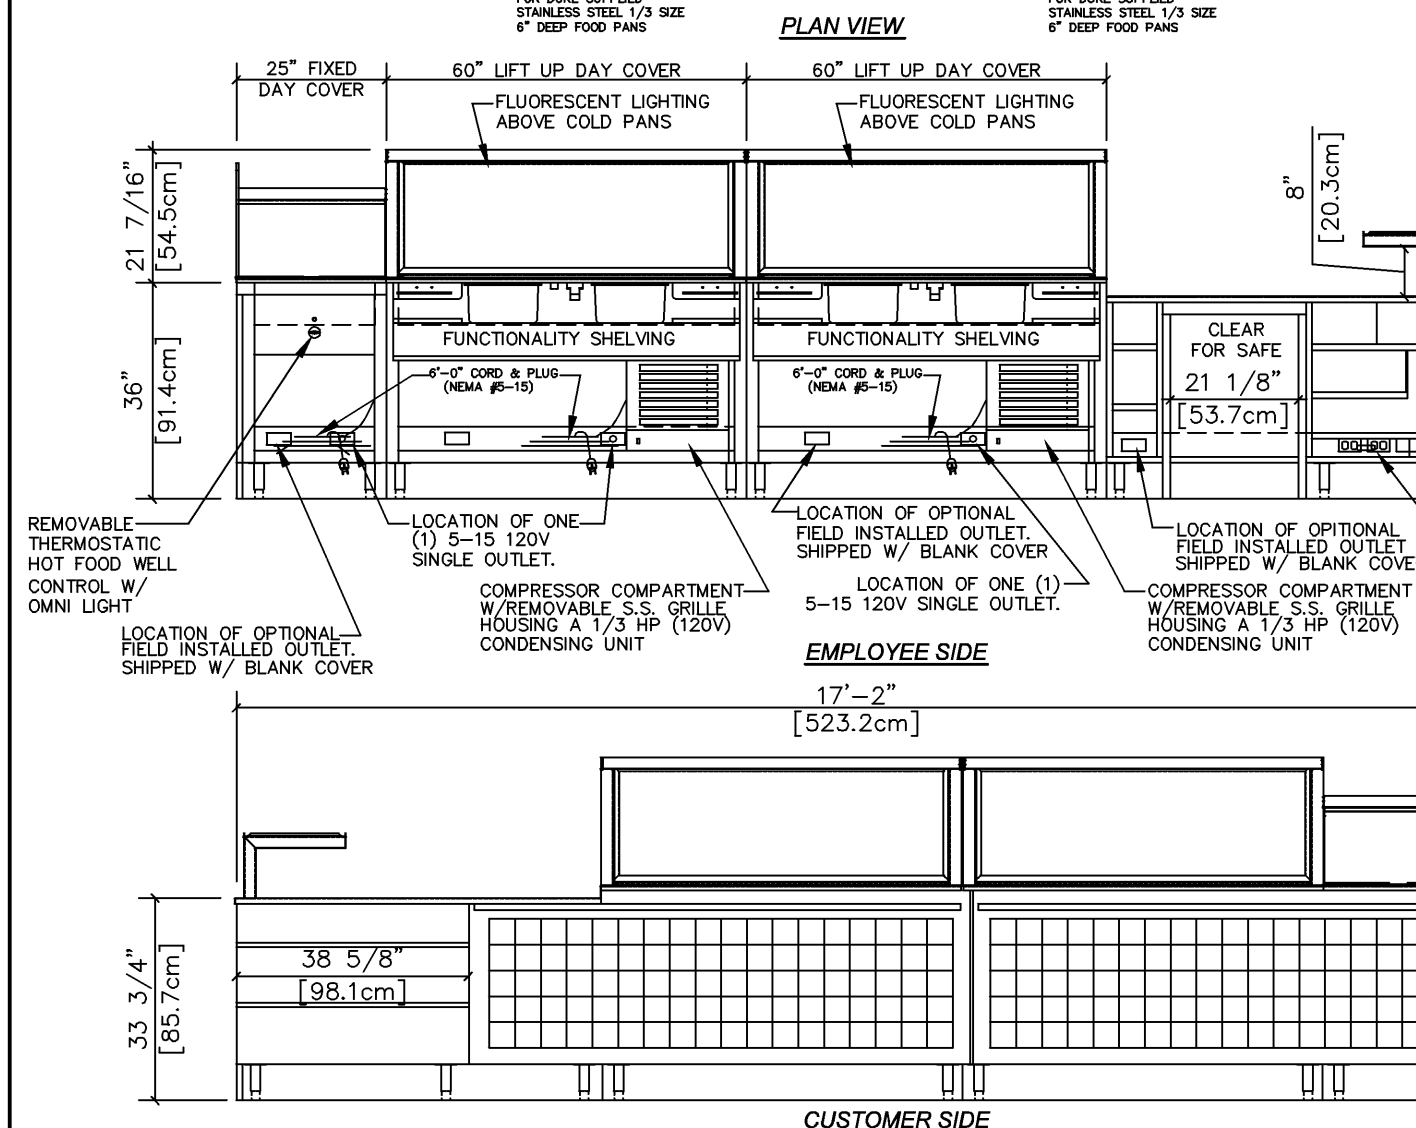 FOR DUKE SUPPLIED
STAINLESS STEEL 1/3 SIZE
6" DEEP FOOD PANS
FOR DUKE SUPPLIED
STAINLESS STEEL 1/3 SIZE
6" DEEP FOOD PANS
PLAN VIEW
25" FIXED
DAY COVER
60" LIFT UP DAY COVER
60" LIFT UP DAY COVER
FLUORESCENT LIGHTING
ABOVE COLD PANS
FLUORESCENT LIGHTING
ABOVE COLD PANS
21 7/16"
[54.5cm]
8"
[20.3cm]
36"
[91.4cm]
FUNCTIONALITY SHELVING
FUNCTIONALITY SHELVING
CLEAR
FOR SAFE
21 1/8"
[53.7cm]
6'-0" CORD & PLUG
(NEMA #5-15)
6'-0" CORD & PLUG
(NEMA #5-15)
REMOVABLE
THERMOSTATIC
HOT FOOD WELL
CONTROL W/
OMNI LIGHT
LOCATION OF ONE
(1) 5-15 120V
SINGLE OUTLET.
LOCATION OF OPTIONAL
FIELD INSTALLED OUTLET.
SHIPPED W/ BLANK COVER
LOCATION OF OPITIONAL
FIELD INSTALLED OUTLET
SHIPPED W/ BLANK COVE
COMPRESSOR COMPARTMENT
W/REMOVABLE S.S. GRILLE
HOUSING A 1/3 HP (120V)
CONDENSING UNIT
LOCATION OF ONE (1)
5-15 120V SINGLE OUTLET.
COMPRESSOR COMPARTMENT
W/REMOVABLE S.S. GRILLE
HOUSING A 1/3 HP (120V)
CONDENSING UNIT
LOCATION OF OPTIONAL
FIELD INSTALLED OUTLET.
SHIPPED W/ BLANK COVER
EMPLOYEE SIDE
17'-2"
[523.2cm]
33 3/4"
[85.7cm]
38 5/8"
[98.1cm]
CUSTOMER SIDE